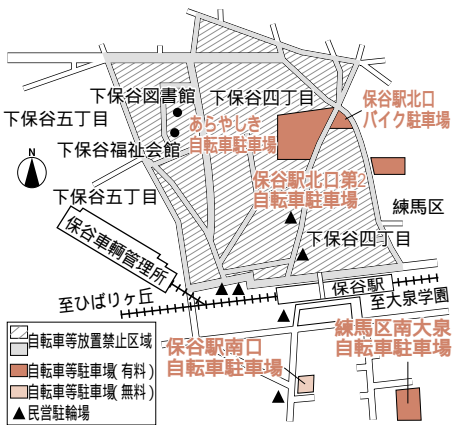 下保谷図書館
下保谷四丁目
保谷駅北口
バイク駐車場
下保谷五丁目
あらやしき
自転車駐車場
下保谷福祉会館
N
保谷駅北口第2
自転車駐車場
下保谷五丁目
練馬区
保谷車輌管理所
下保谷四丁目
至ひばりヶ丘
保谷駅
至大泉学園
自転車等放置禁止区域
自転車等駐車場(有料)
自転車等駐車場(無料)
▲民営駐輪場
保谷駅南口
自転車駐車場
練馬区南大泉
自転車駐車場